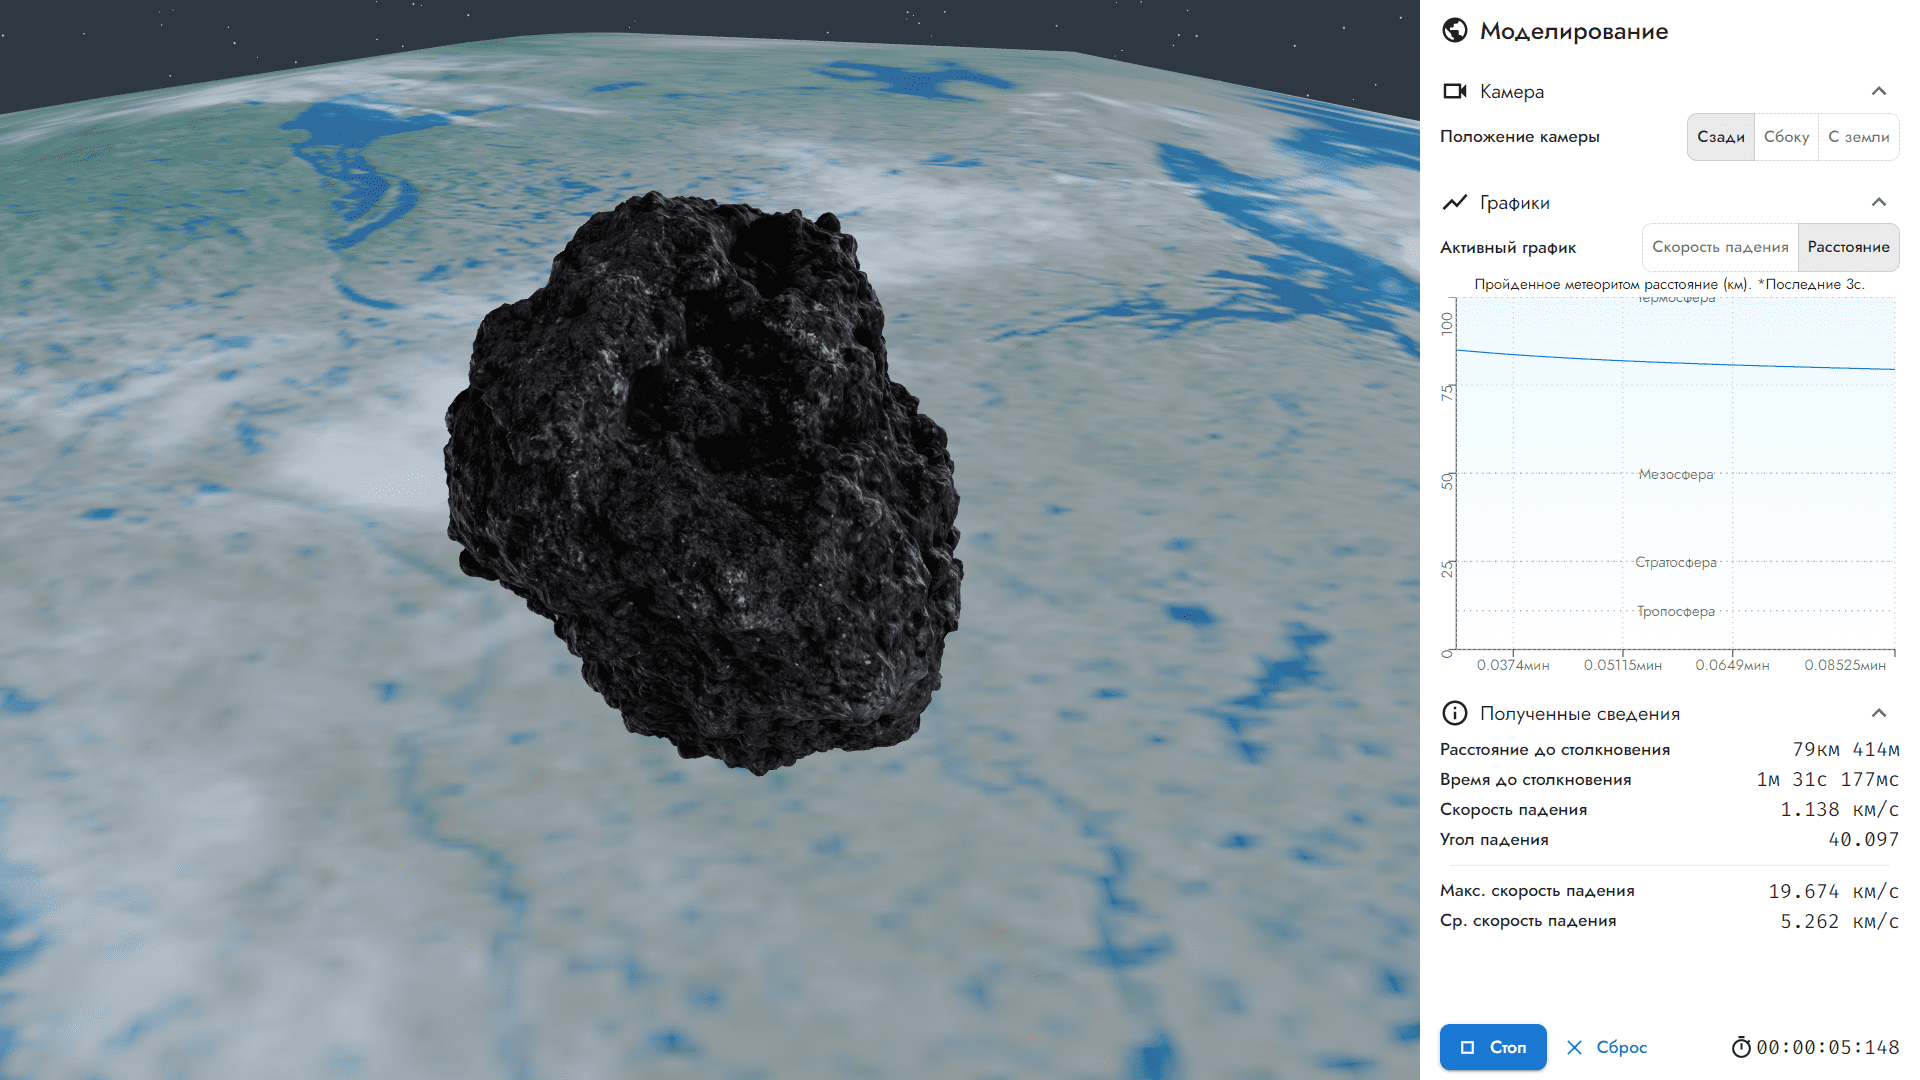 Моделирование
Камера
Положение камеры
Сзади
Сбоку
С земли
Графики
Активный график
Скорость падения
Расстояние
Пройденное метеоритом расстояние (км). *Последние 3с.
Термосфера
100
75
Мезосфера
50
Стратосфера
25
Тропосфера
0
0.0374мин
0.05115мин
0.0649мин
0.08525мин
Полученные сведения
Расстояние до столкновения 79км 414м
Время до столкновения 1м 31с 177мс
Скорость падения 1.138 км/с
Угол падения 40.097
Макс. скорость падения 19.674 км/с
Ср. скорость падения 5.262 км/с
Стоп
Сброс
00:00:05:148